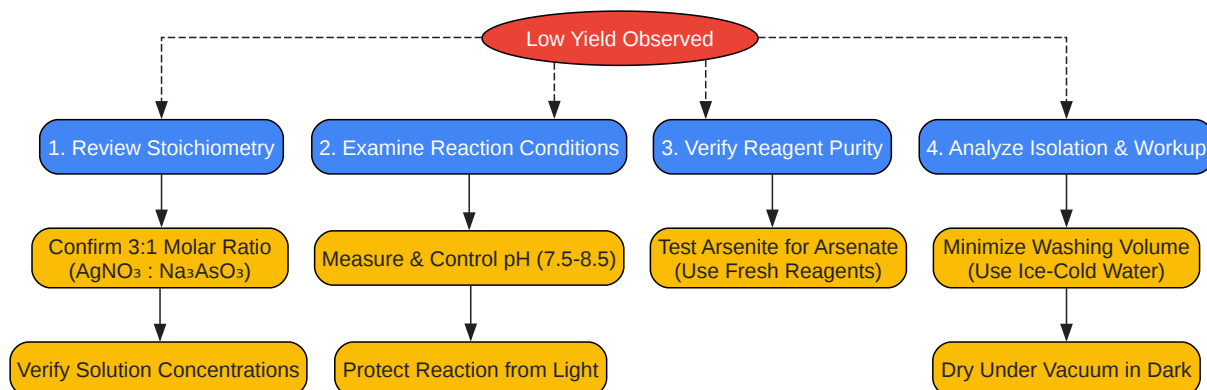 Low Yield Observed
1. Review Stoichiometry
2. Examine Reaction Conditions
3. Verify Reagent Purity
4. Analyze Isolation & Workup
Confirm 3:1 Molar Ratio
(AgNO₃ : Na₃AsO₃)
Measure & Control pH (7.5-8.5)
Test Arsenite for Arsenate
(Use Fresh Reagents)
Minimize Washing Volume
(Use Ice-Cold Water)
Verify Solution Concentrations
Protect Reaction from Light
Dry Under Vacuum in Dark